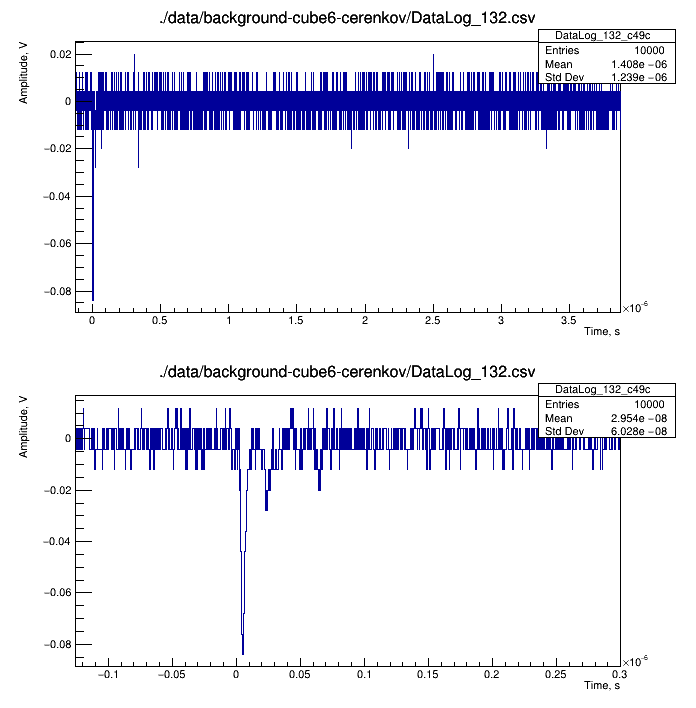 ./data/background-cube6-cerenkov/DataLog_132.csv
DataLog_132_c49c
Entries 10000
Mean 1.408e −06
Std Dev 1.239e −06
Amplitude, V
0.02
0
−0.02
−0.04
−0.06
−0.08
0 0.5 1 1.5 2 2.5 3 3.5
×10⁻⁶
Time, s
./data/background-cube6-cerenkov/DataLog_132.csv
DataLog_132_c49c
Entries 10000
Mean 2.954e −08
Std Dev 6.028e −08
Amplitude, V
0
−0.02
−0.04
−0.06
−0.08
−0.1 −0.05 0 0.05 0.1 0.15 0.2 0.25 0.3
×10⁻⁶
Time, s